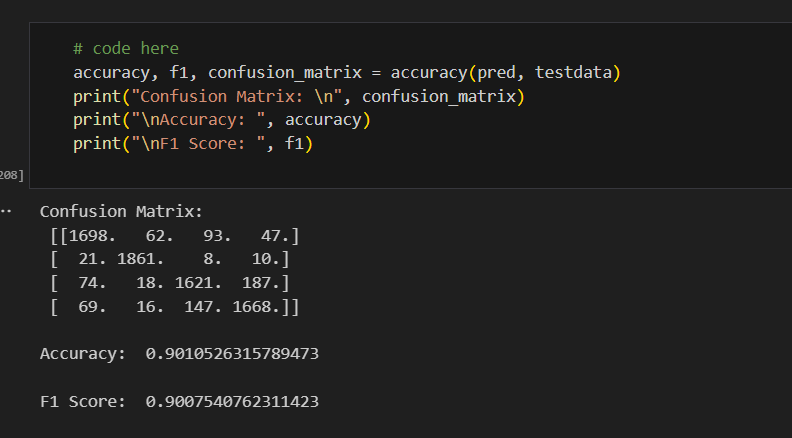 # code here
accuracy, f1, confusion_matrix = accuracy(pred, testdata)
print("Confusion Matrix: \n", confusion_matrix)
print("\nAccuracy: ", accuracy)
print("\nF1 Score: ", f1)
208]
Confusion Matrix:
[[1698. 62. 93. 47.]
[ 21. 1861. 8. 10.]
[ 74. 18. 1621. 187.]
[ 69. 16. 147. 1668.]]
Accuracy: 0.9010526315789473
F1 Score: 0.9007540762311423